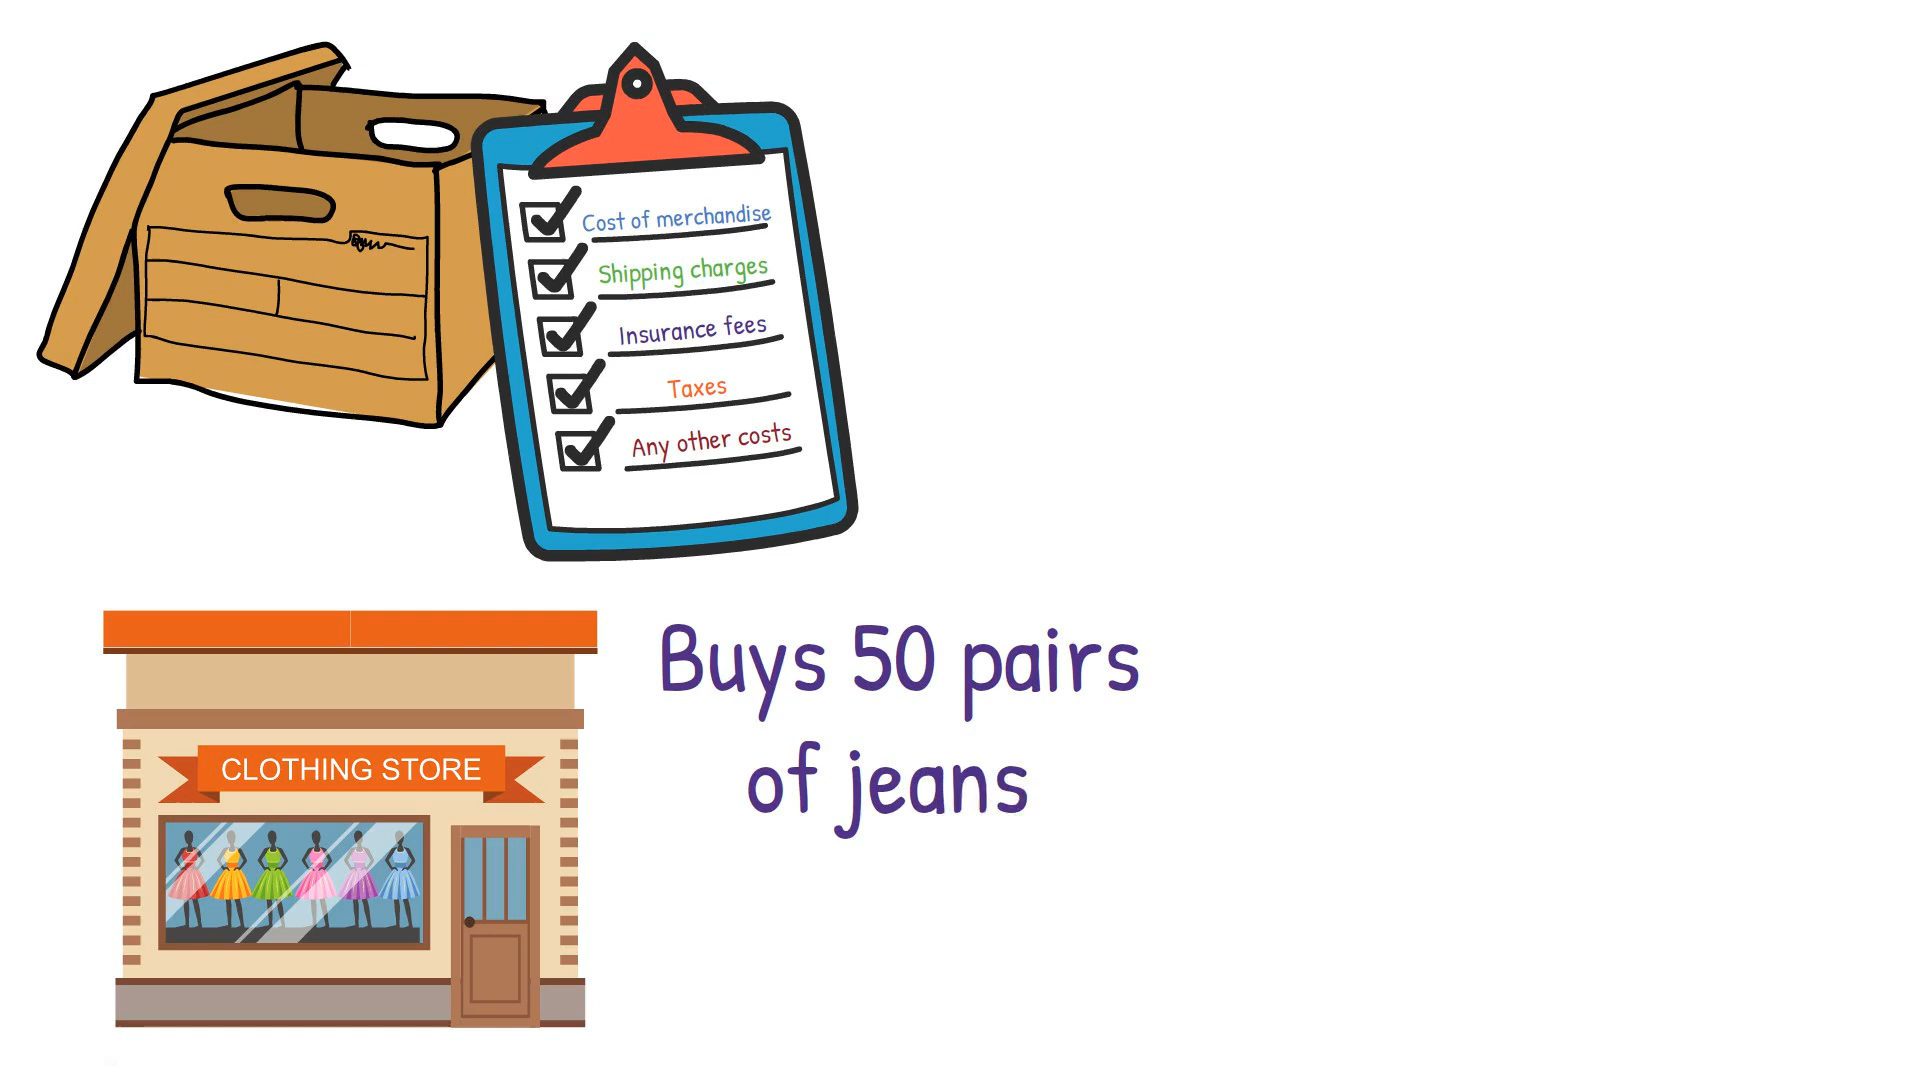 Cost of merchandise
Shipping charges
Insurance fees
Taxes
Any other costs
CLOTHING STORE
Buys 50 pairs
of jeans